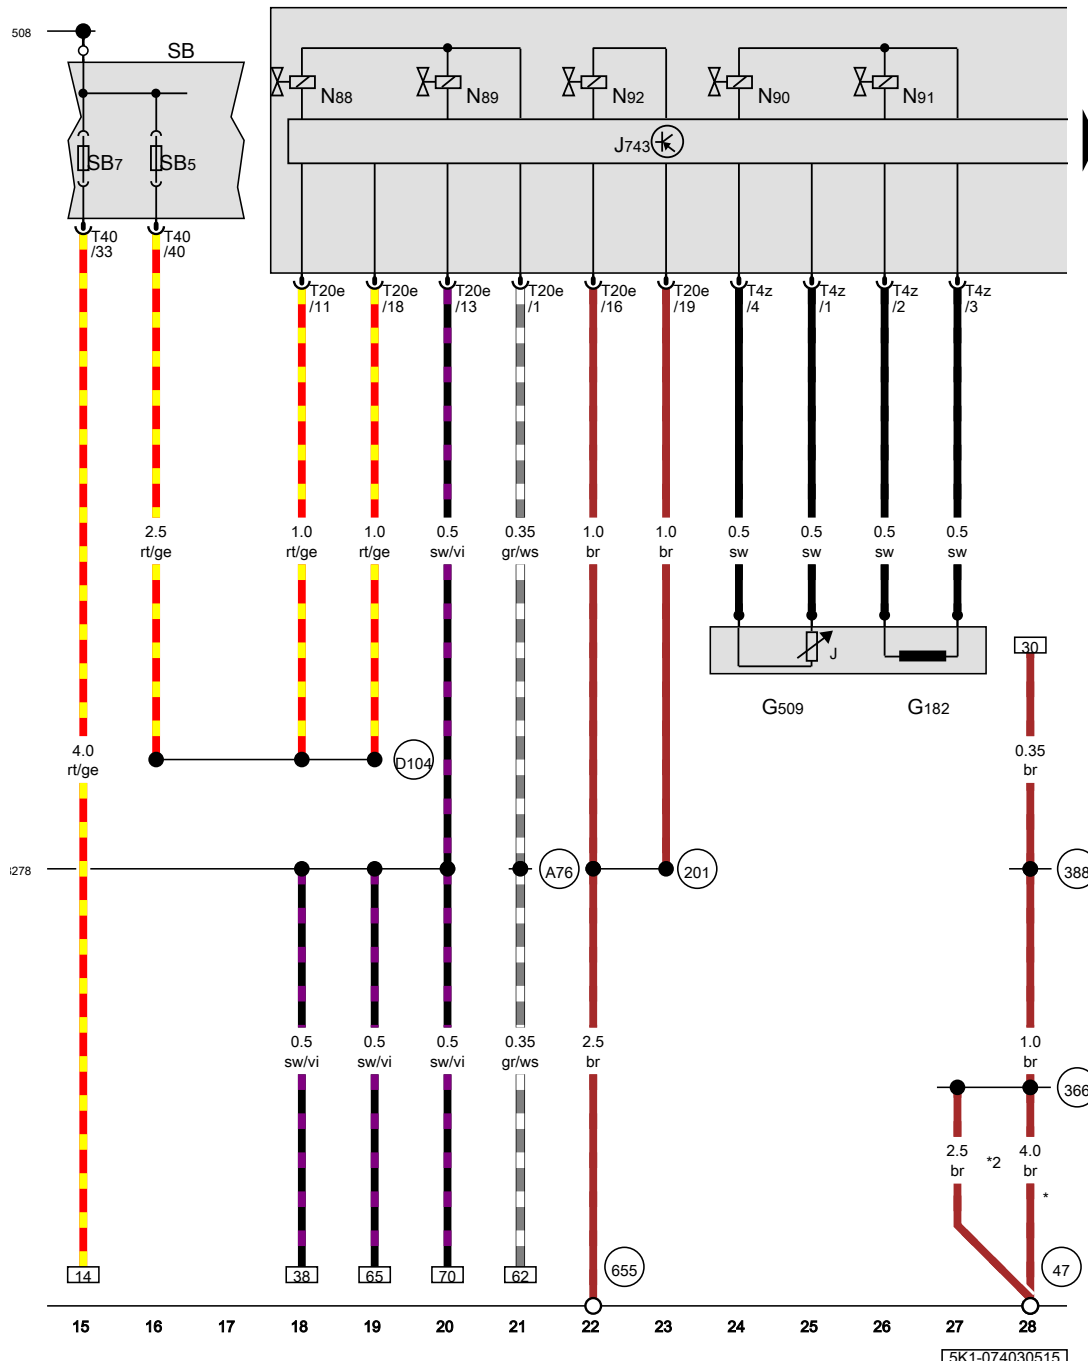 508
SB
N88
N89
N92
N90
N91
J743
SB7
SB5
T40
/33
T40
/40
T20e
/11
T20e
/18
T20e
/13
T20e
/1
T20e
/16
T20e
/19
T4z
/4
T4z
/1
T4z
/2
T4z
/3
2.5
rt/ge
1.0
rt/ge
1.0
rt/ge
0.5
sw/vi
0.35
gr/ws
1.0
br
1.0
br
0.5
sw
0.5
sw
0.5
sw
0.5
sw
J
30
G509
G182
4.0
rt/ge
D104
0.35
br
278
A76
201
388
0.5
sw/vi
0.5
sw/vi
0.5
sw/vi
0.35
gr/ws
2.5
br
1.0
br
366
2.5
br
*2
4.0
br
*
14
38
65
70
62
655
47
15 16 17 18 19 20 21 22 23 24 25 26 27 28
5K1-074030515